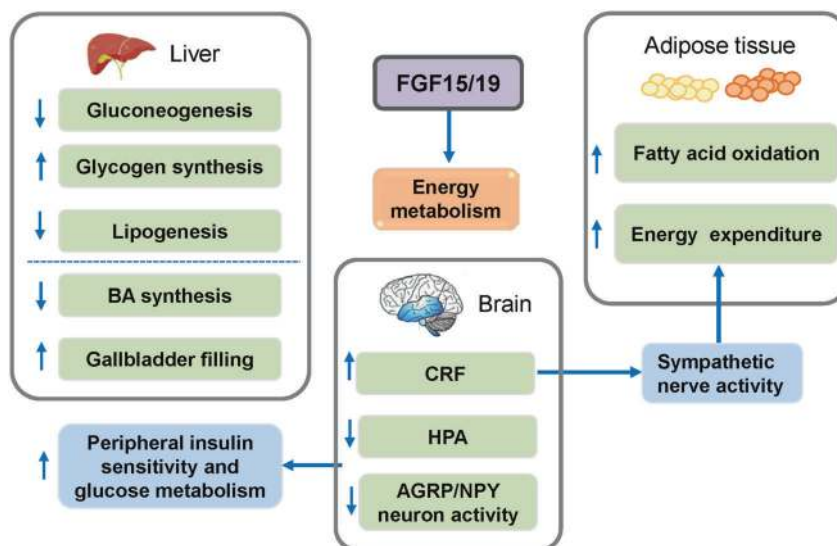 Liver
Gluconeogenesis
Glycogen synthesis
Lipogenesis
BA synthesis
Gallbladder filling
FGF15/19
Energy
metabolism
Adipose tissue
Fatty acid oxidation
Energy expenditure
Brain
CRF
HPA
AGRP/NPY
neuron activity
Sympathetic
nerve activity
Peripheral insulin
sensitivity and
glucose metabolism